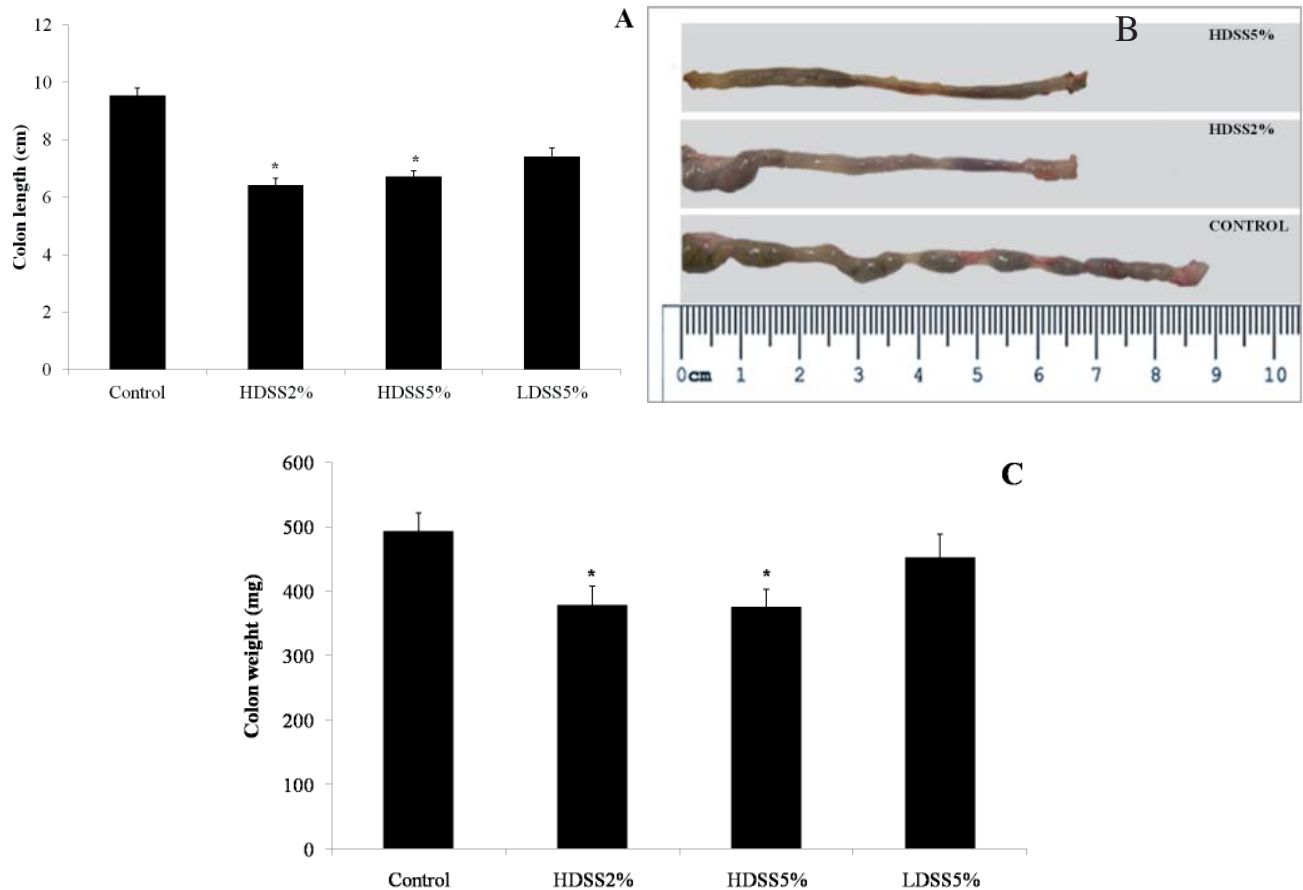 A
12
10
8
6
4
2
0
Colon length (cm)
*
*
Control HDSS2% HDSS5% LDSS5%
B
HDSS5%
HDSS2%
CONTROL
0cm 1 2 3 4 5 6 7 8 9 10
C
600
500
400
300
200
100
0
Colon weight (mg)
*
*
Control HDSS2% HDSS5% LDSS5%